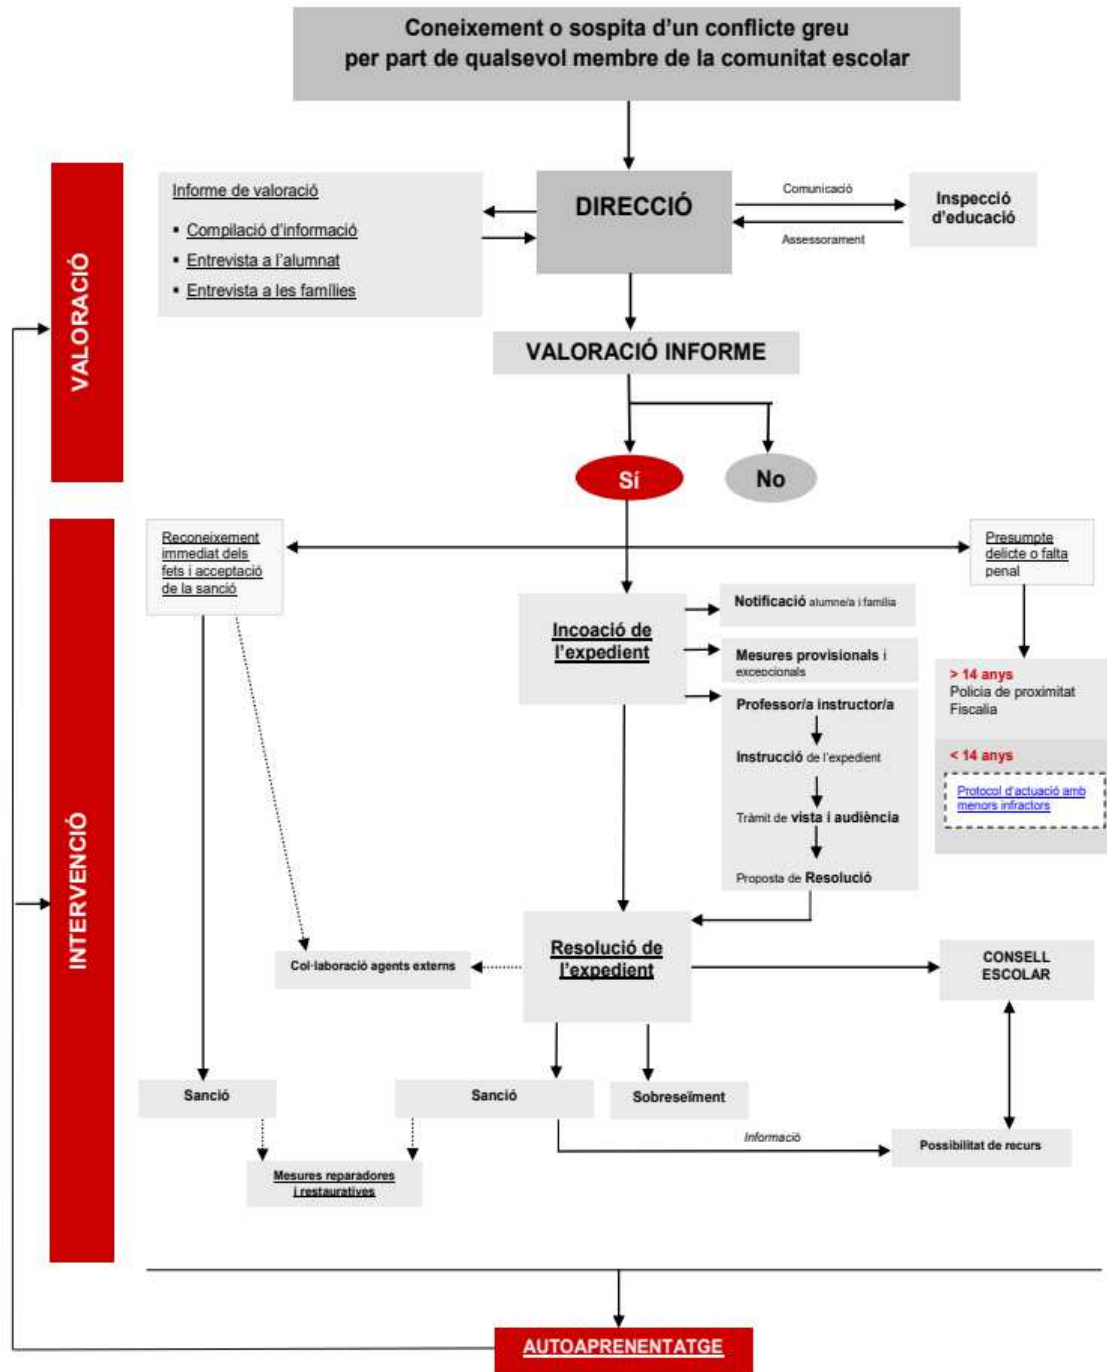 Coneixement o sospita d'un conflicte greu
per part de qualsevol membre de la comunitat escolar
VALORACIÓ
Informe de valoració
▪ Compilació d'informació
▪ Entrevista a l'alumnat
▪ Entrevista a les famílies
DIRECCIÓ
Comunicació
Assessorament
Inspecció
d'educació
VALORACIÓ INFORME
Sí
No
INTERVENCIÓ
Reconeixement
immediat dels
fets i acceptació
de la sanció
Presumpte
delicte o falta
penal
Incoació de
l'expedient
Notificació alumne/a i família
Mesures provisionals i
excepcionals
Professor/a instructor/a
Instrucció de l'expedient
Tràmit de vista i audiència
Proposta de Resolució
> 14 anys
Policia de proximitat
Fiscalia
< 14 anys
Protocol d'actuació amb
menors infractors
Resolució de
l'expedient
Col·laboració agents externs
CONSELL
ESCOLAR
Sanció
Sanció
Sobreseïment
Informació
Possibilitat de recurs
Mesures reparadores
i restauratives
AUTOAPRENENTATGE